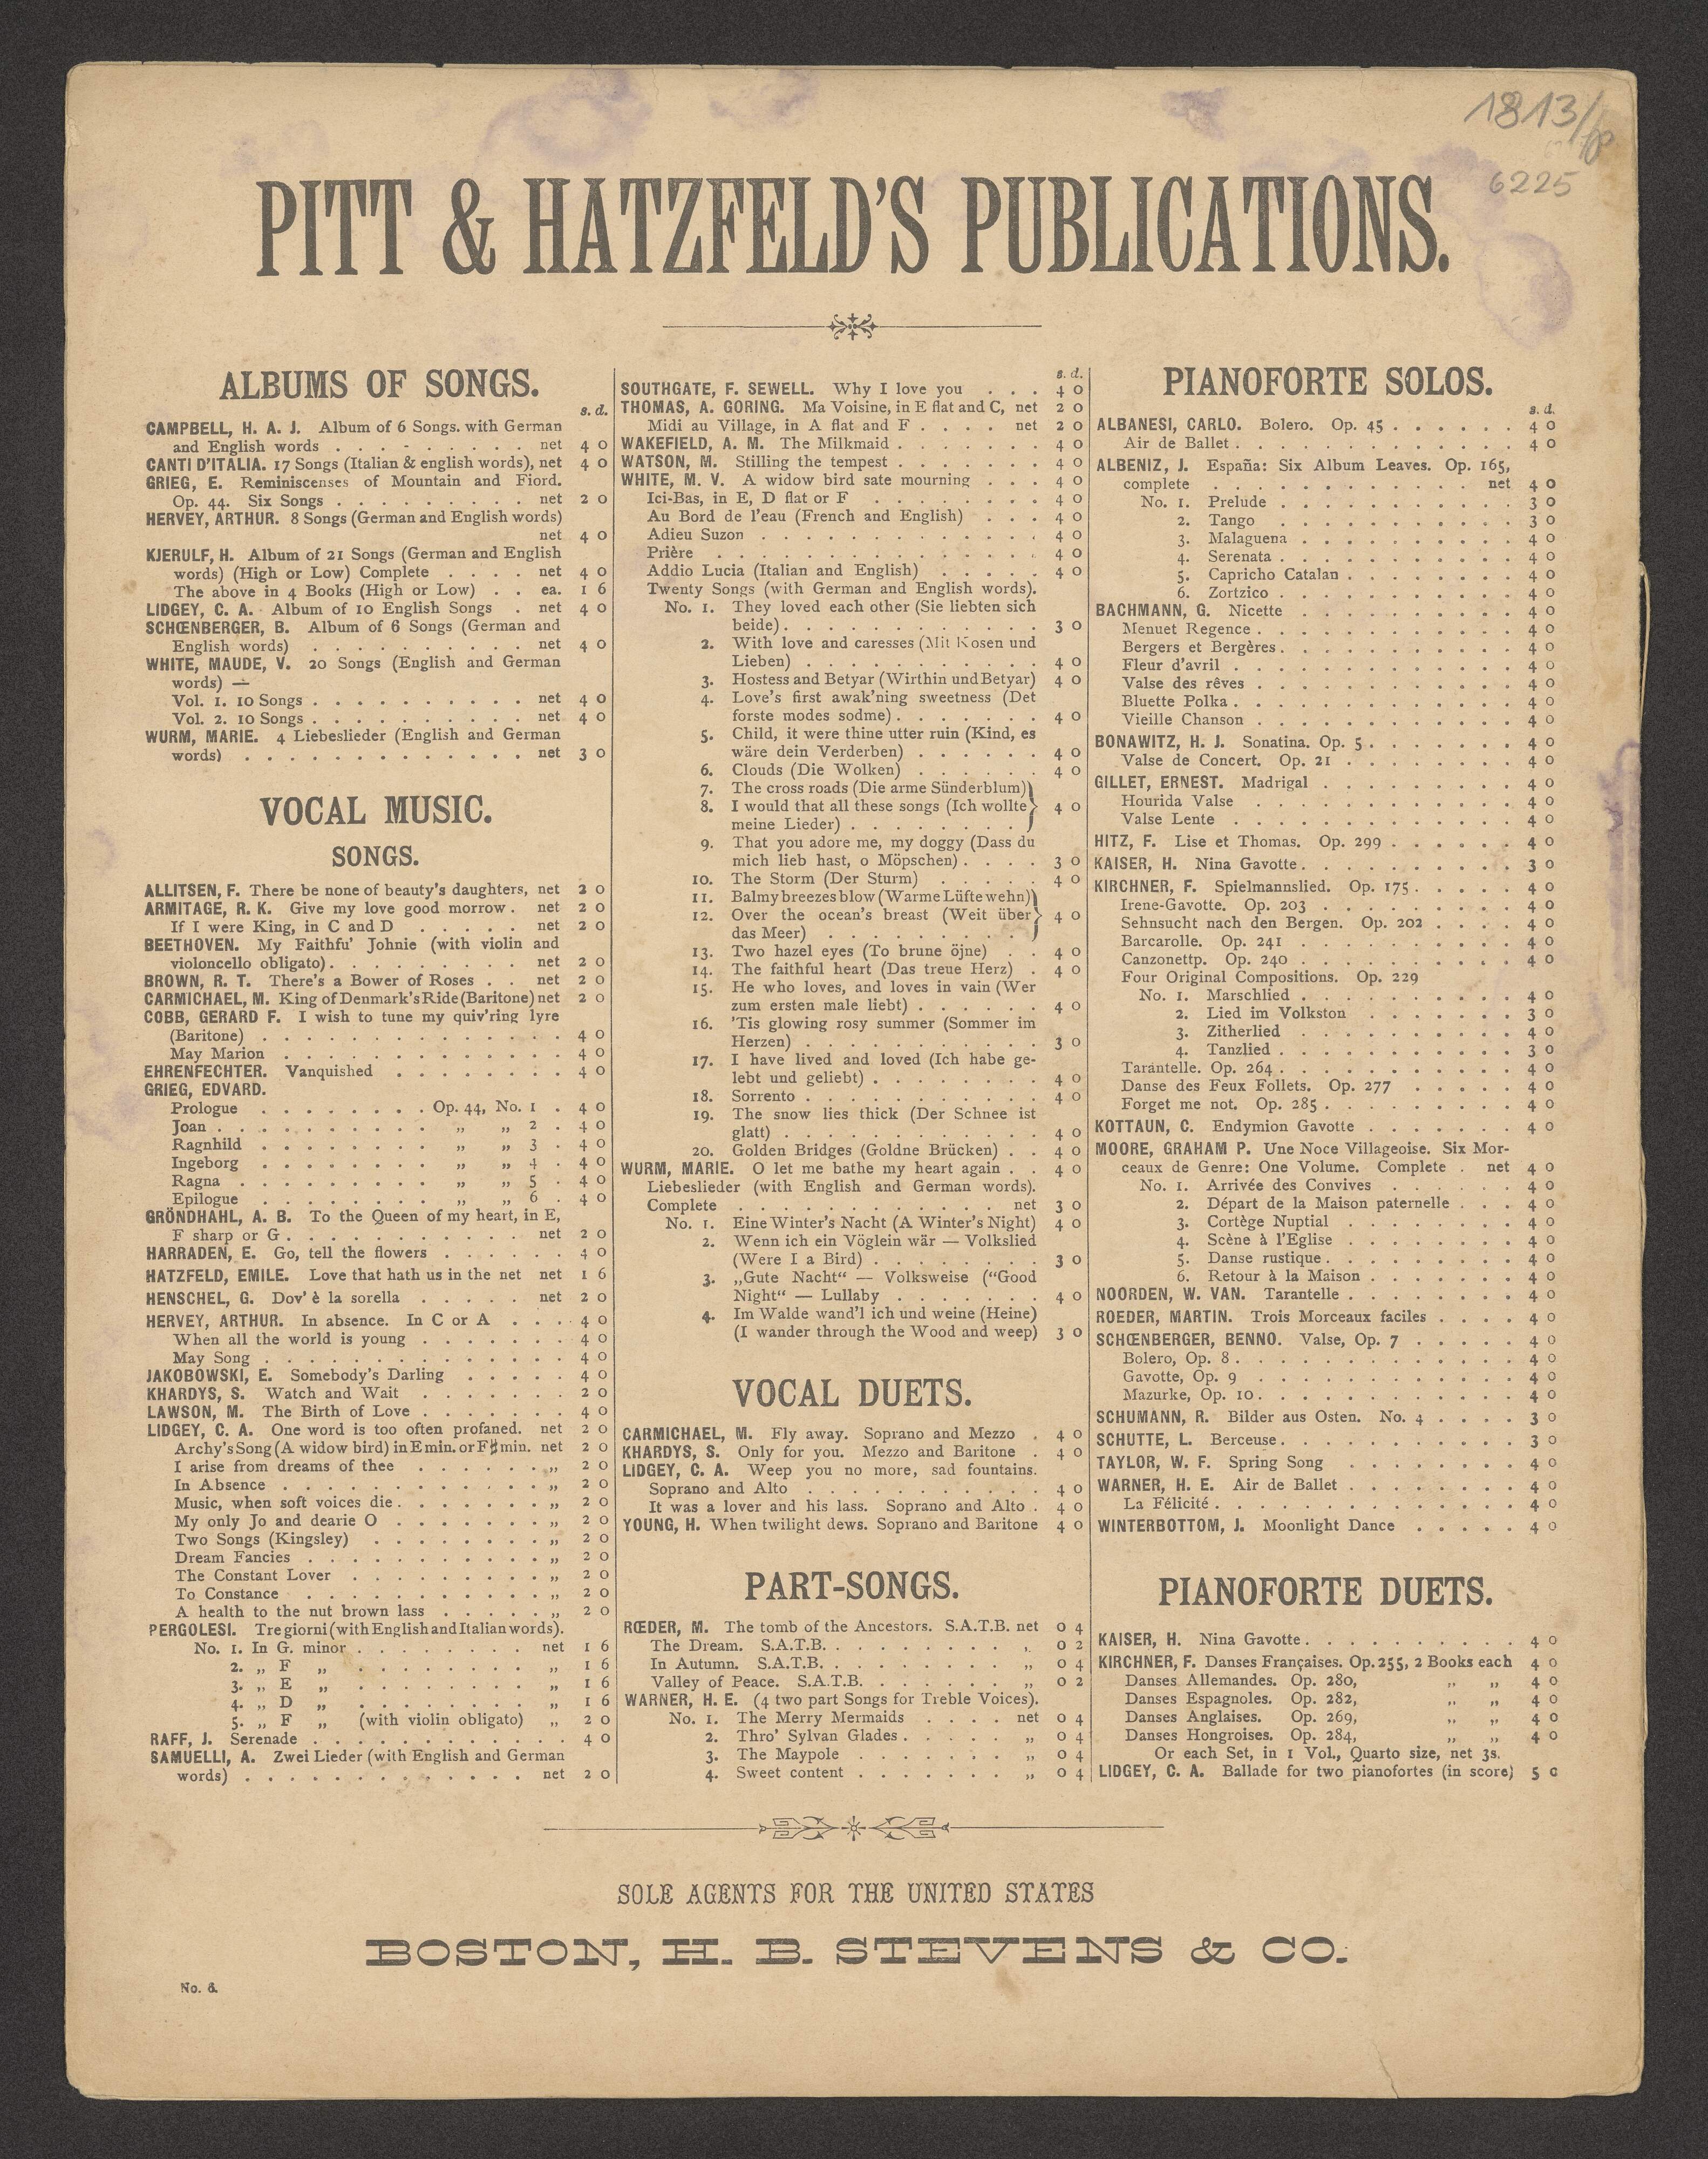 1813/
6225
PITT & HATZFELD'S PUBLICATIONS.
ALBUMS OF SONGS.
s. d.
CAMPBELL, H. A. J. Album of 6 Songs. with German
and English words . . . . . . . . net 4 0
CANTI D'ITALIA. 17 Songs (Italian & english words), net 4 0
GRIEG, E. Reminiscenses of Mountain and Fiord.
Op. 44. Six Songs . . . . . . . . net 2 0
HERVEY, ARTHUR. 8 Songs (German and English words)
net 4 0
KJERULF, H. Album of 21 Songs (German and English
words) (High or Low) Complete . . . . net 4 0
The above in 4 Books (High or Low) . . ea. 1 6
LIDGEY, C. A. Album of 10 English Songs . net 4 0
SCHŒNBERGER, B. Album of 6 Songs (German and
English words) . . . . . . . . . . net 4 0
WHITE, MAUDE, V. 20 Songs (English and German
words) —
Vol. 1. 10 Songs . . . . . . . . . . net 4 0
Vol. 2. 10 Songs . . . . . . . . . . net 4 0
WURM, MARIE. 4 Liebeslieder (English and German
words) . . . . . . . . . . . . . net 3 0
VOCAL MUSIC.
SONGS.
ALLITSEN, F. There be none of beauty's daughters, net 2 0
ARMITAGE, R. K. Give my love good morrow . net 2 0
If I were King, in C and D . . . . . net 2 0
BEETHOVEN. My Faithfu' Johnie (with violin and
violoncello obligato) . . . . . . . . . net 2 0
BROWN, R. T. There's a Bower of Roses . . net 2 0
CARMICHAEL, M. King of Denmark's Ride (Baritone) net 2 0
COBB, GERARD F. I wish to tune my quiv'ring lyre
(Baritone) . . . . . . . . . . . . . . 4 0
May Marion . . . . . . . . . . . . . 4 0
EHRENFECHTER. Vanquished . . . . . . . . 4 0
GRIEG, EDVARD.
Prologue . . . . . . . . Op. 44, No. 1 . 4 0
Joan . . . . . . . . . . „ „ 2 . 4 0
Ragnhild . . . . . . . . „ „ 3 . 4 0
Ingeborg . . . . . . . . „ „ 4 . 4 0
Ragna . . . . . . . . . „ „ 5 . 4 0
Epilogue . . . . . . . . „ „ 6 . 4 0
GRÖNDHAHL, A. B. To the Queen of my heart, in E,
F sharp or G . . . . . . . . . . . net 2 0
HARRADEN, E. Go, tell the flowers . . . . . . 4 0
HATZFELD, EMILE. Love that hath us in the net net 1 6
HENSCHEL, G. Dov' è la sorella . . . . . net 2 0
HERVEY, ARTHUR. In absence. In C or A . . . . 4 0
When all the world is young . . . . . . . 4 0
May Song . . . . . . . . . . . . . . 4 0
JAKOBOWSKI, E. Somebody's Darling . . . . . 4 0
KHARDYS, S. Watch and Wait . . . . . . . 2 0
LAWSON, M. The Birth of Love . . . . . . . 4 0
LIDGEY, C. A. One word is too often profaned. net 2 0
Archy's Song (A widow bird) in E min. or F♯ min. net 2 0
I arise from dreams of thee . . . . . . „ 2 0
In Absence . . . . . . . . . . . . „ 2 0
Music, when soft voices die . . . . . . . „ 2 0
My only Jo and dearie O . . . . . . . „ 2 0
Two Songs (Kingsley) . . . . . . . . „ 2 0
Dream Fancies . . . . . . . . . . . „ 2 0
The Constant Lover . . . . . . . . . „ 2 0
To Constance . . . . . . . . . . . „ 2 0
A health to the nut brown lass . . . . . „ 2 0
PERGOLESI. Tre giorni (with English and Italian words).
No. 1. In G. minor . . . . . . . . net 1 6
2. „ F „ . . . . . . . . „ 1 6
3. „ E „ . . . . . . . . „ 1 6
4. „ D „ . . . . . . . . „ 1 6
5. „ F „ (with violin obligato) „ 2 0
RAFF, J. Serenade . . . . . . . . . . . . 4 0
SAMUELLI, A. Zwei Lieder (with English and German
words) . . . . . . . . . . . . . net 2 0
s. d.
SOUTHGATE, F. SEWELL. Why I love you . . . 4 0
THOMAS, A. GORING. Ma Voisine, in E flat and C, net 2 0
Midi au Village, in A flat and F . . . . net 2 0
WAKEFIELD, A. M. The Milkmaid . . . . . . . 4 0
WATSON, M. Stilling the tempest . . . . . . . 4 0
WHITE, M. V. A widow bird sate mourning . . . 4 0
Ici-Bas, in E, D flat or F . . . . . . . . 4 0
Au Bord de l'eau (French and English) . . . 4 0
Adieu Suzon . . . . . . . . . . . . . 4 0
Prière . . . . . . . . . . . . . . . 4 0
Addio Lucia (Italian and English) . . . . . 4 0
Twenty Songs (with German and English words).
No. 1. They loved each other (Sie liebten sich
beide) . . . . . . . . . . . . 3 0
2. With love and caresses (Mit Kosen und
Lieben) . . . . . . . . . . . 4 0
3. Hostess and Betyar (Wirthin und Betyar) 4 0
4. Love's first awak'ning sweetness (Det
forste modes sodme) . . . . . . . 4 0
5. Child, it were thine utter ruin (Kind, es
wäre dein Verderben) . . . . . . 4 0
6. Clouds (Die Wolken) . . . . . . 4 0
7. The cross roads (Die arme Sünderblum)}
8. I would that all these songs (Ich wollte} 4 0
meine Lieder) . . . . . . . . }
9. That you adore me, my doggy (Dass du
mich lieb hast, o Möpschen) . . . . 3 0
10. The Storm (Der Sturm) . . . . . 4 0
11. Balmy breezes blow (Warme Lüfte wehn)}
12. Over the ocean's breast (Weit über} 4 0
das Meer) . . . . . . . . . }
13. Two hazel eyes (To brune öjne) . . 4 0
14. The faithful heart (Das treue Herz) . 4 0
15. He who loves, and loves in vain (Wer
zum ersten male liebt) . . . . . . 4 0
16. 'Tis glowing rosy summer (Sommer im
Herzen) . . . . . . . . . . . 3 0
17. I have lived and loved (Ich habe ge-
lebt und geliebt) . . . . . . . . 4 0
18. Sorrento . . . . . . . . . . . 4 0
19. The snow lies thick (Der Schnee ist
glatt) . . . . . . . . . . . . 4 0
20. Golden Bridges (Goldne Brücken) . . 4 0
WURM, MARIE. O let me bathe my heart again . . 4 0
Liebeslieder (with English and German words).
Complete . . . . . . . . . . . . . net 3 0
No. 1. Eine Winter's Nacht (A Winter's Night) 4 0
2. Wenn ich ein Vöglein wär — Volkslied
(Were I a Bird) . . . . . . . . 3 0
3. „Gute Nacht“ — Volksweise (“Good
Night“ — Lullaby . . . . . . . 4 0
4. Im Walde wand'l ich und weine (Heine)
(I wander through the Wood and weep) 3 0
VOCAL DUETS.
CARMICHAEL, M. Fly away. Soprano and Mezzo . 4 0
KHARDYS, S. Only for you. Mezzo and Baritone . 4 0
LIDGEY, C. A. Weep you no more, sad fountains.
Soprano and Alto . . . . . . . . . . . 4 0
It was a lover and his lass. Soprano and Alto . 4 0
YOUNG, H. When twilight dews. Soprano and Baritone 4 0
PART-SONGS.
RŒDER, M. The tomb of the Ancestors. S.A.T.B. net 0 4
The Dream. S.A.T.B. . . . . . . . . „ 0 2
In Autumn. S.A.T.B. . . . . . . . . „ 0 4
Valley of Peace. S.A.T.B. . . . . . . „ 0 2
WARNER, H. E. (4 two part Songs for Treble Voices).
No. 1. The Merry Mermaids . . . . net 0 4
2. Thro' Sylvan Glades . . . . . „ 0 4
3. The Maypole . . . . . . . „ 0 4
4. Sweet content . . . . . . . „ 0 4
PIANOFORTE SOLOS.
s. d.
ALBANESI, CARLO. Bolero. Op. 45 . . . . . . 4 0
Air de Ballet . . . . . . . . . . . . . 4 0
ALBENIZ, J. España: Six Album Leaves. Op. 165,
complete . . . . . . . . . . . . net 4 0
No. 1. Prelude . . . . . . . . . . . 3 0
2. Tango . . . . . . . . . . . 3 0
3. Malaguena . . . . . . . . . . 4 0
4. Serenata . . . . . . . . . . . 4 0
5. Capricho Catalan . . . . . . . . 4 0
6. Zortzico . . . . . . . . . . . 4 0
BACHMANN, G. Nicette . . . . . . . . . . 4 0
Menuet Regence . . . . . . . . . . . . 4 0
Bergers et Bergères . . . . . . . . . . . 4 0
Fleur d'avril . . . . . . . . . . . . . 4 0
Valse des rêves . . . . . . . . . . . . 4 0
Bluette Polka . . . . . . . . . . . . . 4 0
Vieille Chanson . . . . . . . . . . . . 4 0
BONAWITZ, H. J. Sonatina. Op. 5 . . . . . . . 4 0
Valse de Concert. Op. 21 . . . . . . . . 4 0
GILLET, ERNEST. Madrigal . . . . . . . . . 4 0
Hourida Valse . . . . . . . . . . . . 4 0
Valse Lente . . . . . . . . . . . . . 4 0
HITZ, F. Lise et Thomas. Op. 299 . . . . . . 4 0
KAISER, H. Nina Gavotte . . . . . . . . . . 3 0
KIRCHNER, F. Spielmannslied. Op. 175 . . . . . 4 0
Irene-Gavotte. Op. 203 . . . . . . . . . 4 0
Sehnsucht nach den Bergen. Op. 202 . . . . 4 0
Barcarolle. Op. 241 . . . . . . . . . . 4 0
Canzonettp. Op. 240 . . . . . . . . . . 4 0
Four Original Compositions. Op. 229
No. 1. Marschlied . . . . . . . . . . 4 0
2. Lied im Volkston . . . . . . . 3 0
3. Zitherlied . . . . . . . . . . 4 0
4. Tanzlied . . . . . . . . . . . 3 0
Tarantelle. Op. 264 . . . . . . . . . . . 4 0
Danse des Feux Follets. Op. 277 . . . . . 4 0
Forget me not. Op. 285 . . . . . . . . . 4 0
KOTTAUN, C. Endymion Gavotte . . . . . . . 4 0
MOORE, GRAHAM P. Une Noce Villageoise. Six Mor-
ceaux de Genre: One Volume. Complete . net 4 0
No. 1. Arrivée des Convives . . . . . . 4 0
2. Départ de la Maison paternelle . . . 4 0
3. Cortège Nuptial . . . . . . . . 4 0
4. Scène à l'Eglise . . . . . . . . 4 0
5. Danse rustique . . . . . . . . . 4 0
6. Retour à la Maison . . . . . . . 4 0
NOORDEN, W. VAN. Tarantelle . . . . . . . . 4 0
ROEDER, MARTIN. Trois Morceaux faciles . . . . 4 0
SCHŒNBERGER, BENNO. Valse, Op. 7 . . . . . 4 0
Bolero, Op. 8 . . . . . . . . . . . . . 4 0
Gavotte, Op. 9 . . . . . . . . . . . . 4 0
Mazurke, Op. 10 . . . . . . . . . . . . 4 0
SCHUMANN, R. Bilder aus Osten. No. 4 . . . . 3 0
SCHUTTE, L. Berceuse . . . . . . . . . . . 3 0
TAYLOR, W. F. Spring Song . . . . . . . . 4 0
WARNER, H. E. Air de Ballet . . . . . . . . 4 0
La Félicité . . . . . . . . . . . . . . 4 0
WINTERBOTTOM, J. Moonlight Dance . . . . . 4 0
PIANOFORTE DUETS.
KAISER, H. Nina Gavotte . . . . . . . . . . 4 0
KIRCHNER, F. Danses Françaises. Op. 255, 2 Books each 4 0
Danses Allemandes. Op. 280, „ „ 4 0
Danses Espagnoles. Op. 282, „ „ 4 0
Danses Anglaises. Op. 269, „ „ 4 0
Danses Hongroises. Op. 284, „ „ 4 0
Or each Set, in 1 Vol., Quarto size, net 3s.
LIDGEY, C. A. Ballade for two pianofortes (in score) 5 0
SOLE AGENTS FOR THE UNITED STATES
BOSTON, H. B. STEVENS & CO.
No. 6.